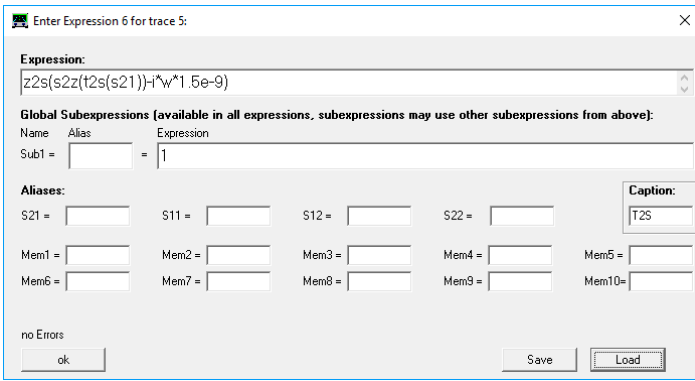 Enter Expression 6 for trace 5:
Expression:
z2s(s2z(t2s(s21))-i*w*1.5e-9)
Global Subexpressions (available in all expressions, subexpressions may use other subexpressions from above):
Name Alias Expression
Sub1 = = 1
Aliases: Caption:
S21 = S11 = S12 = S22 = T2S
Mem1 = Mem2 = Mem3 = Mem4 = Mem5 =
Mem6 = Mem7 = Mem8 = Mem9 = Mem10=
no Errors
ok Save Load